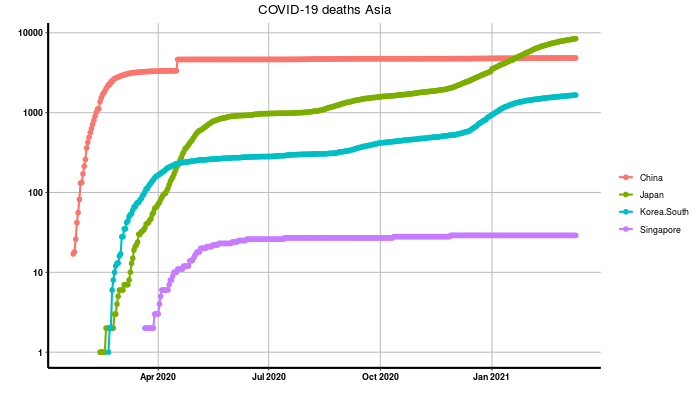 COVID-19 deaths Asia
10000
1000
100
10
1
Apr 2020 Jul 2020 Oct 2020 Jan 2021
China
Japan
Korea.South
Singapore